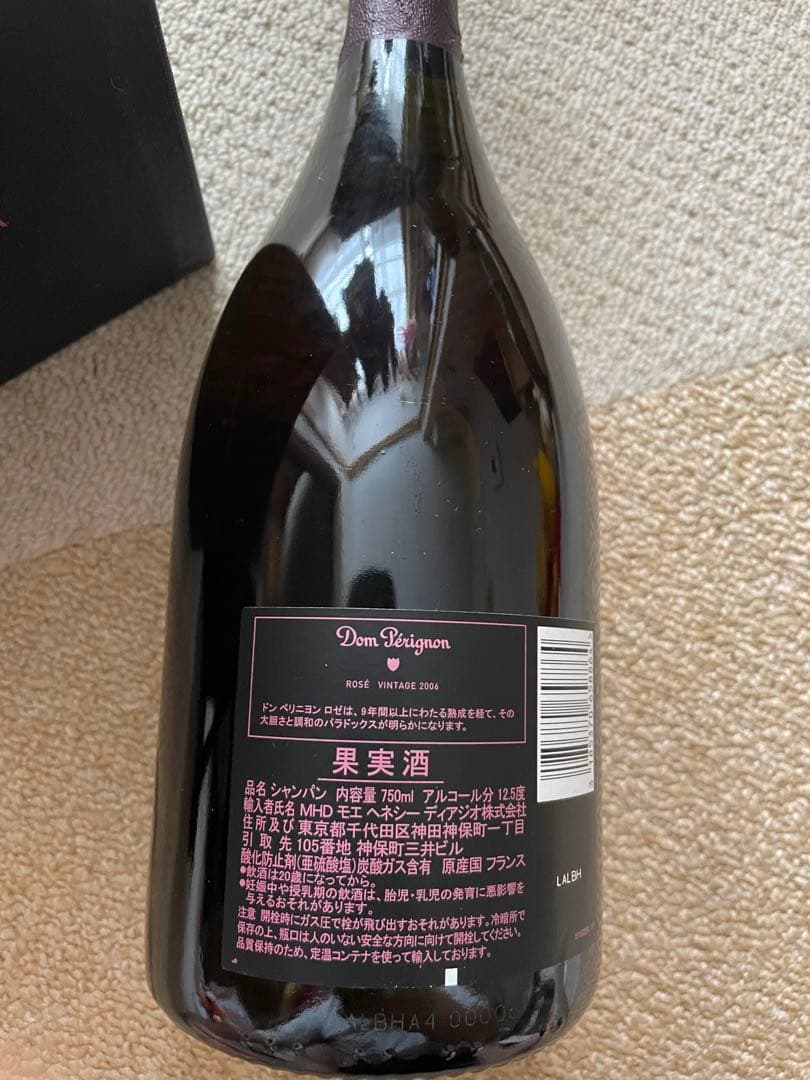 Dom Pérignon
ROSÉ VINTAGE 2006
ドン ペリニヨン ロゼは、9年間以上にわたる熟成を経て、その
大胆さと調和のパラドックスが明らかになります。
果実酒
品名 シャンパン 内容量 750ml アルコール分 12.5度
輸入者氏名 MHD モエ ヘネシー ディアジオ株式会社
住所及び 東京都千代田区神田神保町一丁目
引取先 105番地 神保町三井ビル
酸化防止剤(亜硫酸塩)炭酸ガス含有 原産国 フランス
●飲酒は20歳になってから。
●妊娠中や授乳期の飲酒は、胎児・乳児の発育に悪影響を
与えるおそれがあります。
注意 開栓時にガス圧で栓が飛び出すおそれがあります。冷暗所で
保存の上、瓶口は人のいない安全な方向に向けて開栓してください。
品質保持のため、定温コンテナを使って輸入しております。
LALBH